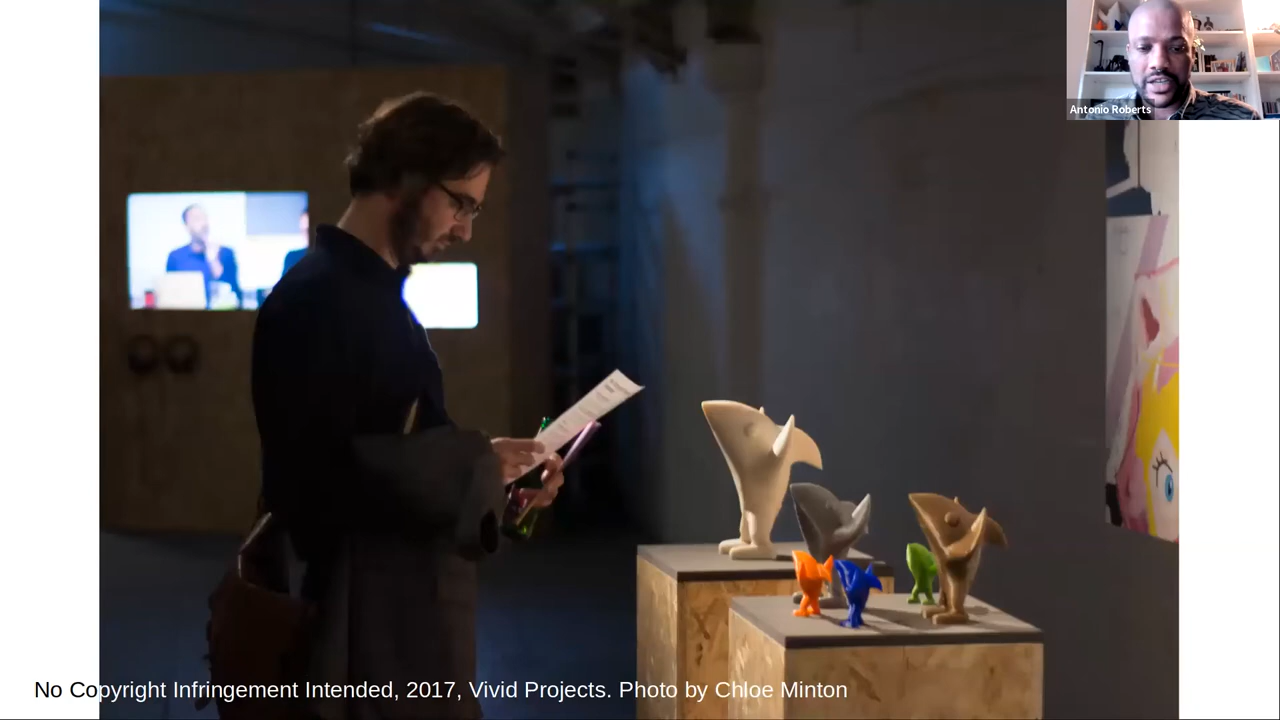 Antonio Roberts
No Copyright Infringement Intended, 2017, Vivid Projects. Photo by Chloe Minton